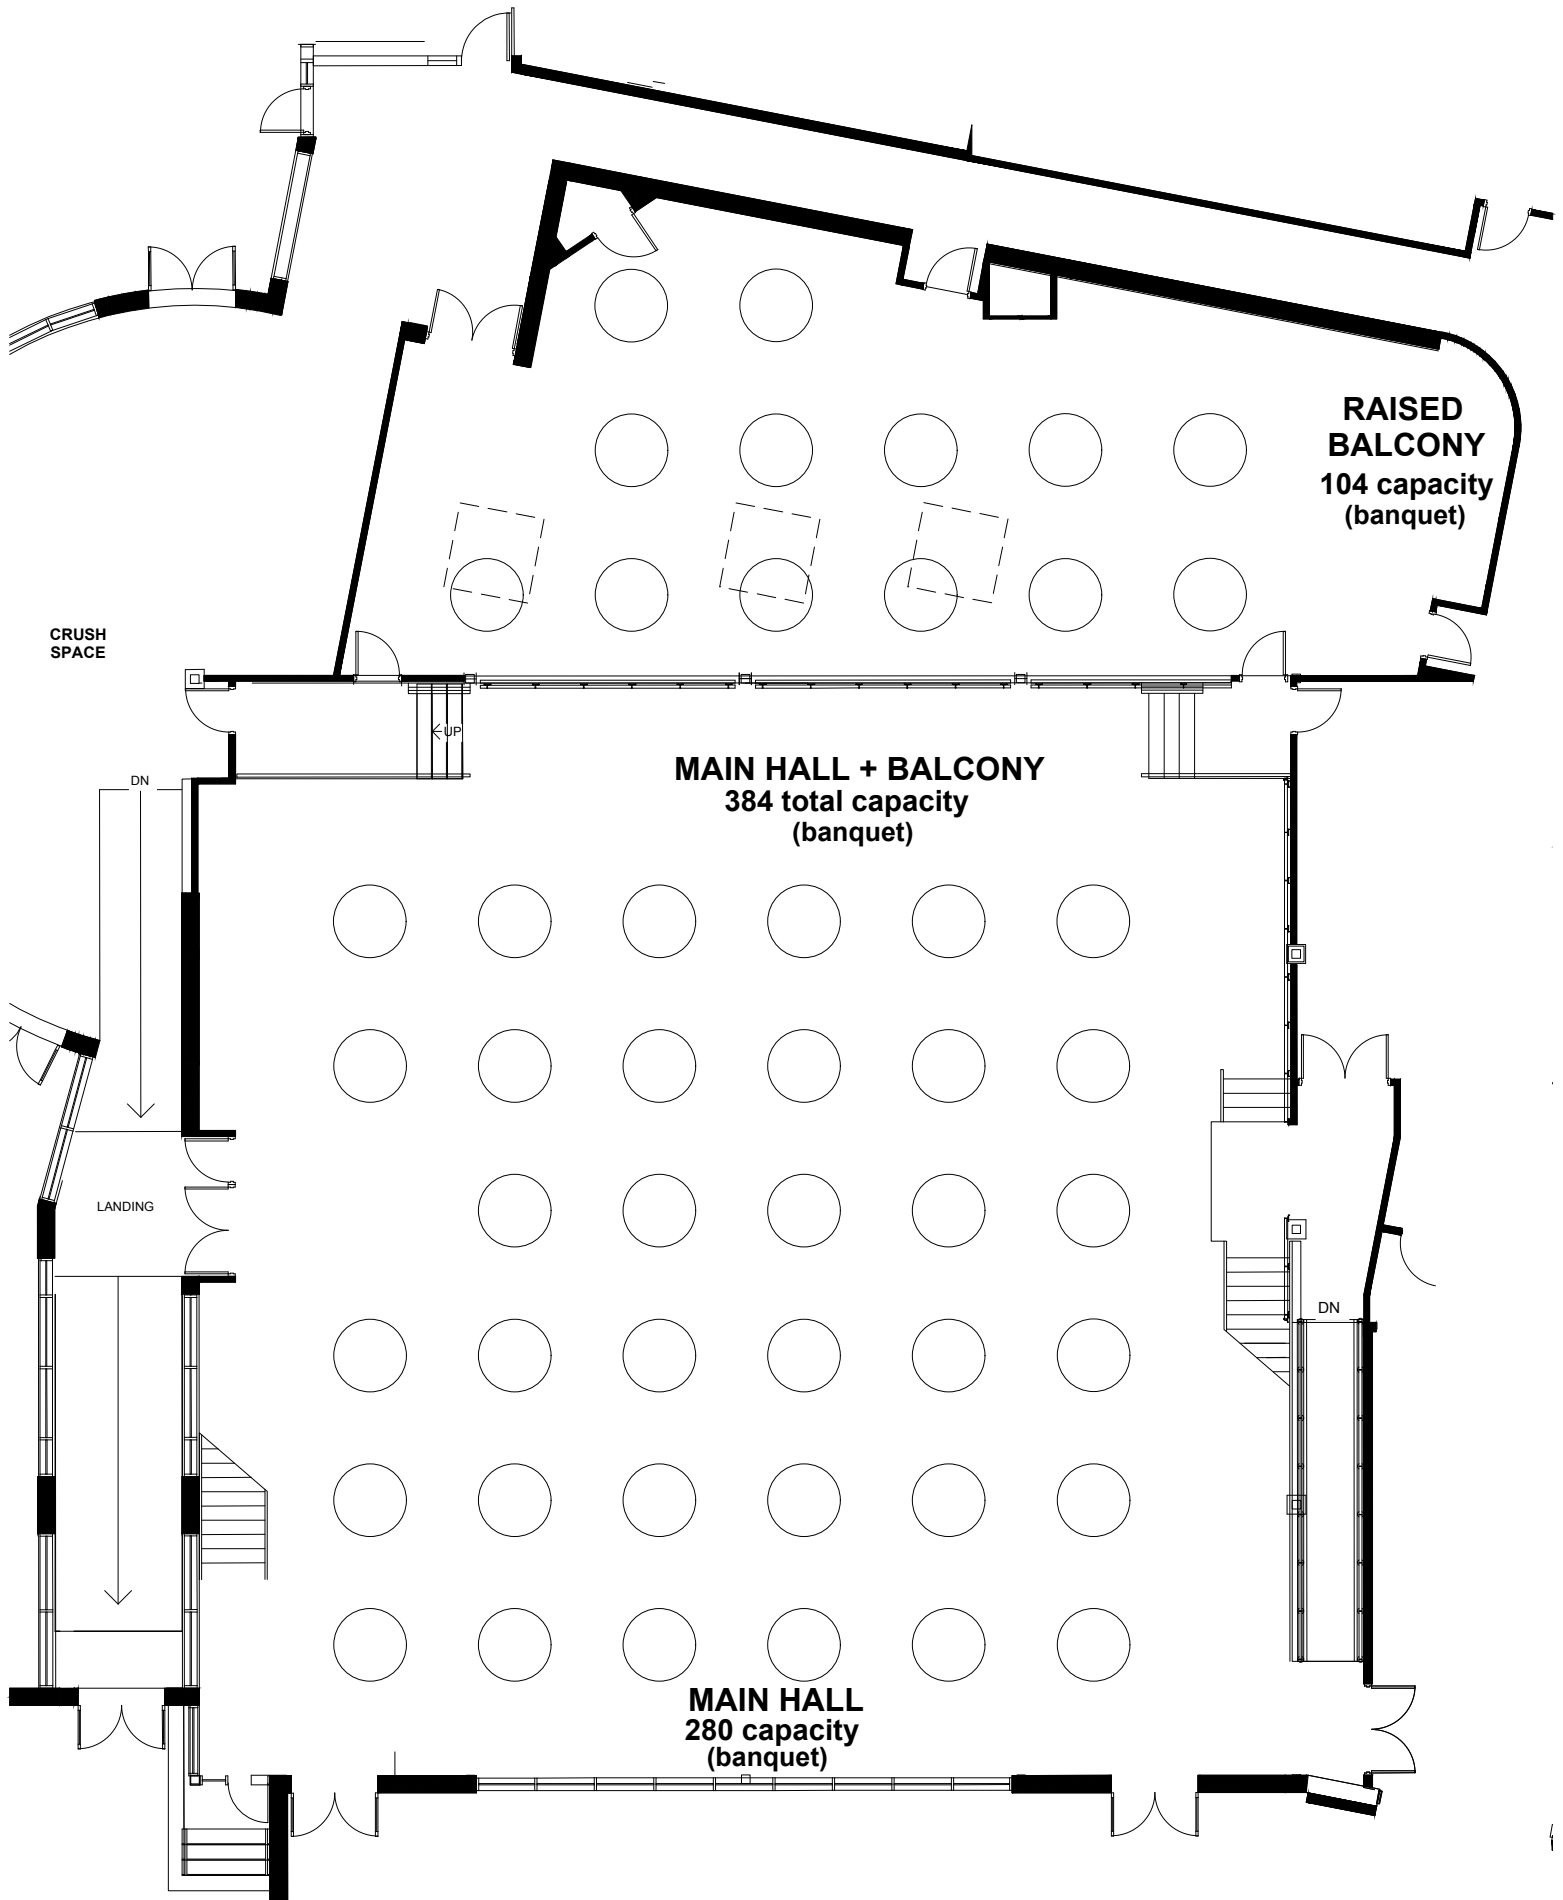 RAISED
BALCONY
104 capacity
(banquet)
CRUSH
SPACE
UP
DN
MAIN HALL + BALCONY
384 total capacity
(banquet)
LANDING
DN
MAIN HALL
280 capacity
(banquet)